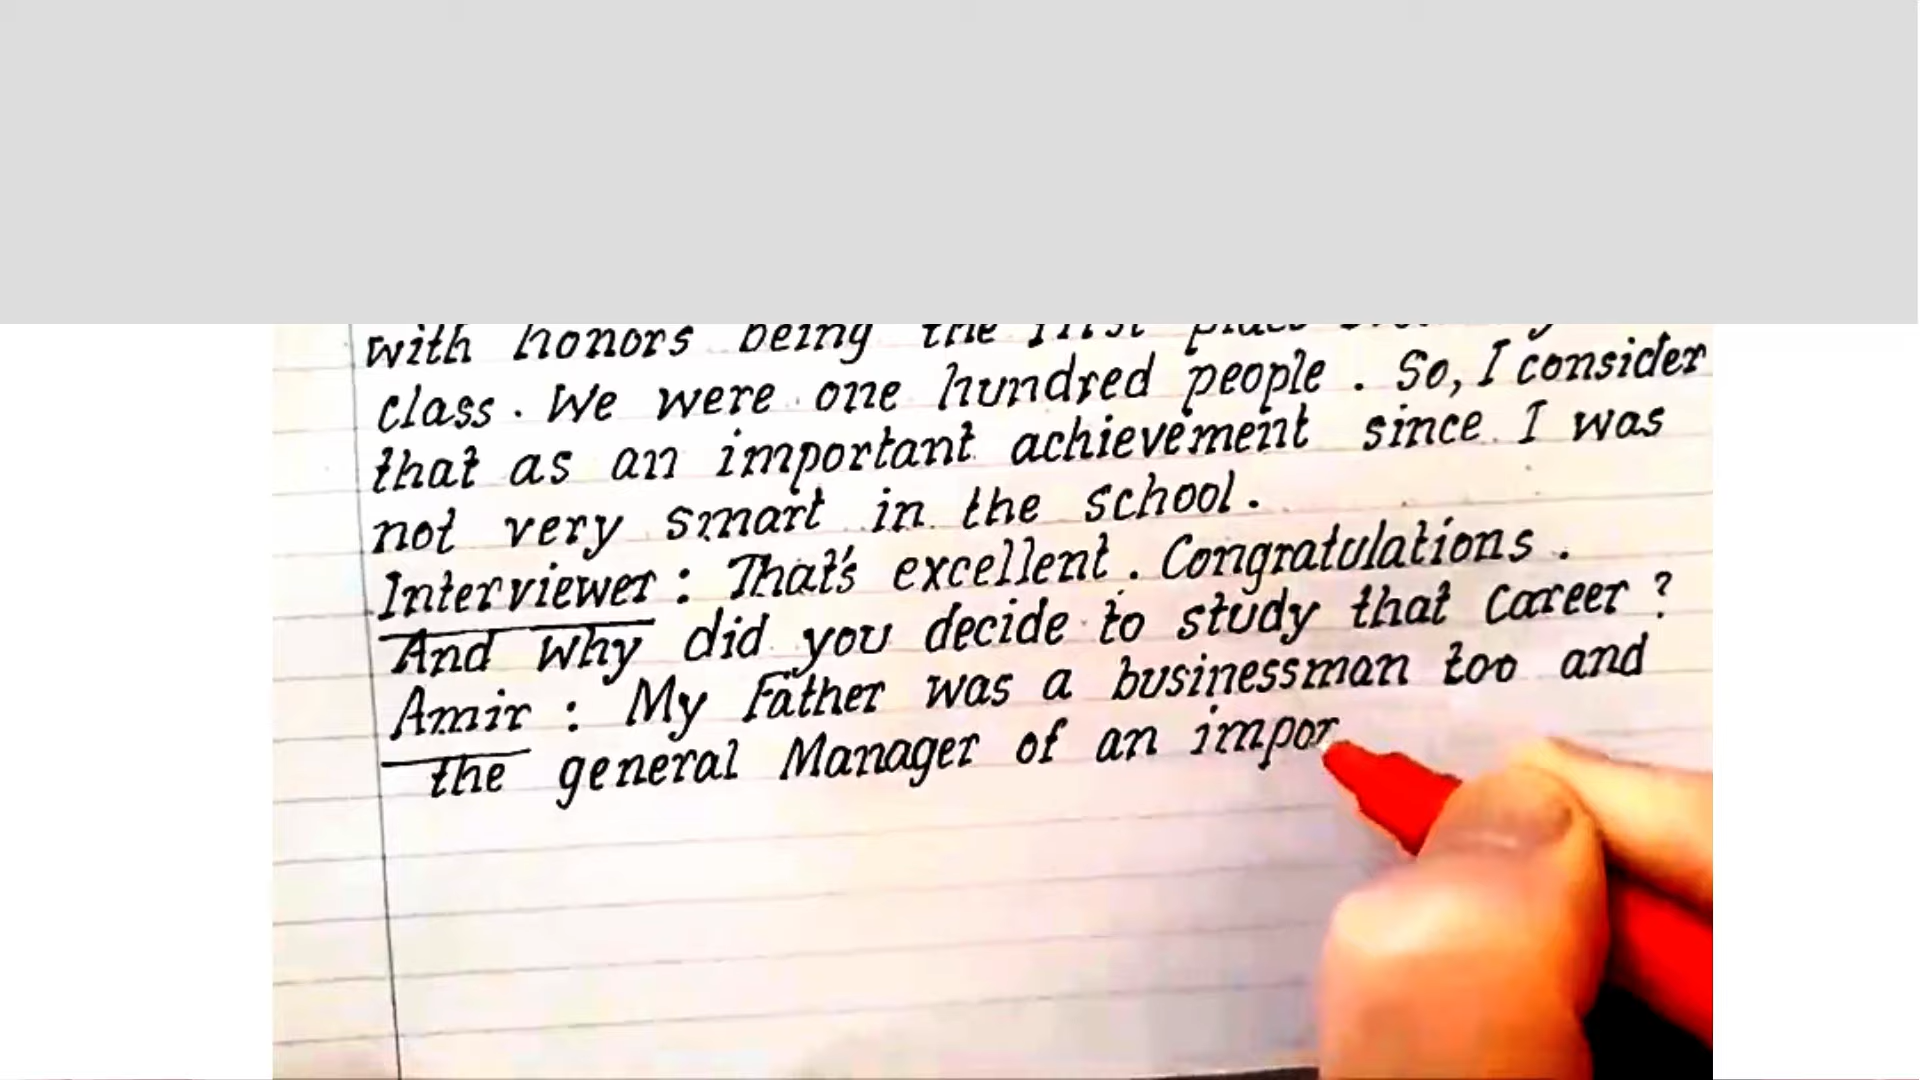 with honors being the first
class. We were one hundred people. So, I consider
that as an important achievement since I was
not very smart in the school.
Interviewer: That's excellent. Congratulations.
And why did you decide to study that career?
Amir: My Father was a businessman too and
the general Manager of an impor